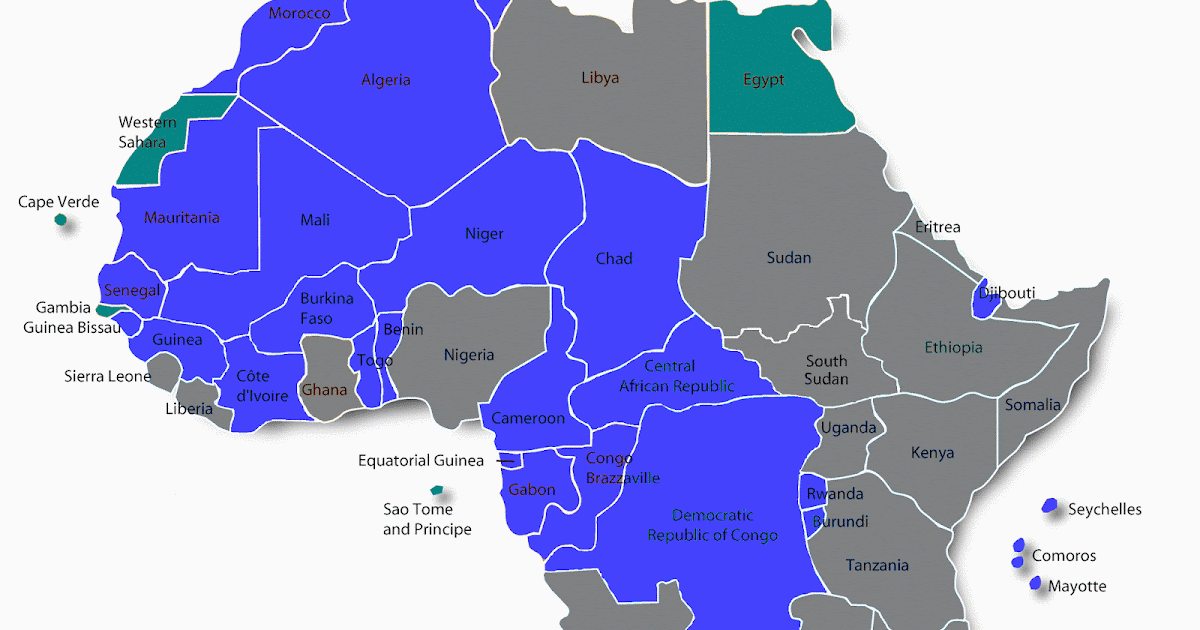 Morocco
Algeria
Libya
Egypt
Western
Sahara
Cape Verde
Mauritania
Mali
Niger
Chad
Sudan
Eritrea
Senegal
Gambia
Guinea Bissau
Burkina
Faso
Djibouti
Guinea
Benin
Togo
Nigeria
Ethiopia
Sierra Leone
Côte
d'Ivoire
Ghana
Central
African Republic
South
Sudan
Liberia
Somalia
Cameroon
Uganda
Kenya
Equatorial Guinea
Congo
Brazzaville
Gabon
Rwanda
Sao Tome
and Principe
Democratic
Republic of Congo
Burundi
Seychelles
Tanzania
Comoros
Mayotte